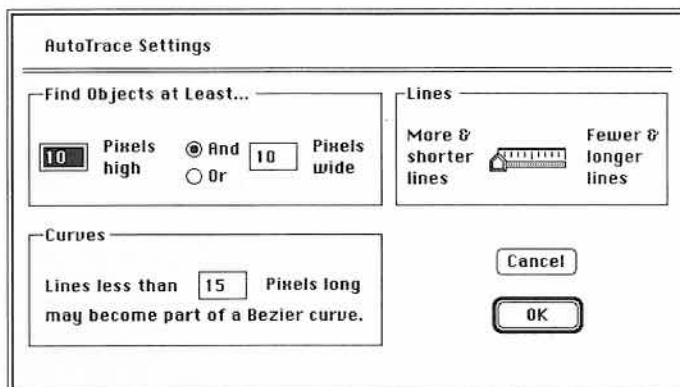 AutoTrace Settings
Find Objects at Least...
10 Pixels high And Or 10 Pixels wide
Lines
More & shorter lines
Fewer & longer lines
Curves
Lines less than 15 Pixels long
may become part of a Bezier curve.
Cancel
OK